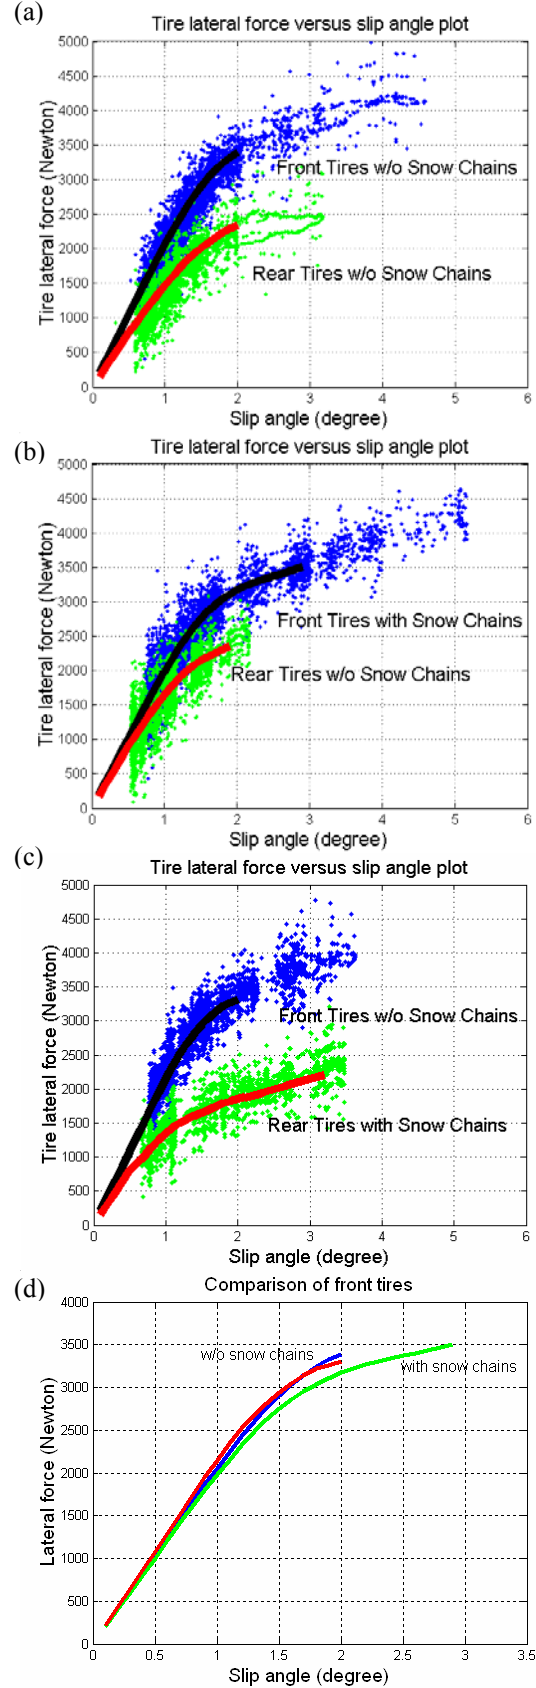 (a)
Tire lateral force versus slip angle plot
5000
4500
4000
3500
3000
2500
2000
1500
1000
500
0
Tire lateral force (Newton)
Front Tires w/o Snow Chains
Rear Tires w/o Snow Chains
0 1 2 3 4 5 6
Slip angle (degree)
(b)
Tire lateral force versus slip angle plot
5000
4500
4000
3500
3000
2500
2000
1500
1000
500
0
Tire lateral force (Newton)
Front Tires with Snow Chains
Rear Tires w/o Snow Chains
0 1 2 3 4 5 6
Slip angle (degree)
(c)
Tire lateral force versus slip angle plot
5000
4500
4000
3500
3000
2500
2000
1500
1000
500
0
Tire lateral force (Newton)
Front Tires w/o Snow Chains
Rear Tires with Snow Chains
0 1 2 3 4 5 6
Slip angle (degree)
(d)
Comparison of front tires
4000
3500
3000
2500
2000
1500
1000
500
0
Lateral force (Newton)
w/o snow chains
with snow chains
0 0.5 1 1.5 2 2.5 3 3.5
Slip angle (degree)